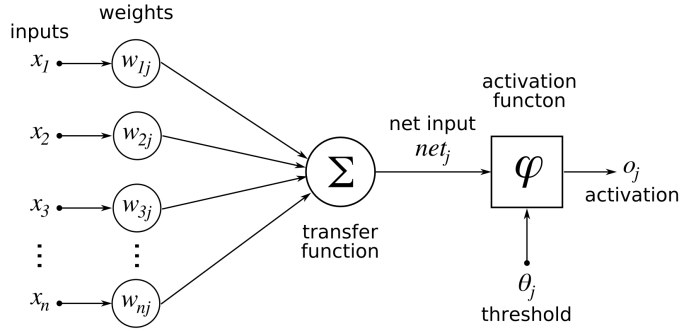 weights
inputs
x1
w1j
x2
w2j
x3
w3j
⋮
⋮
xn
wnj
Σ
transfer
function
net input
netj
activation
functon
φ
oj
activation
θj
threshold